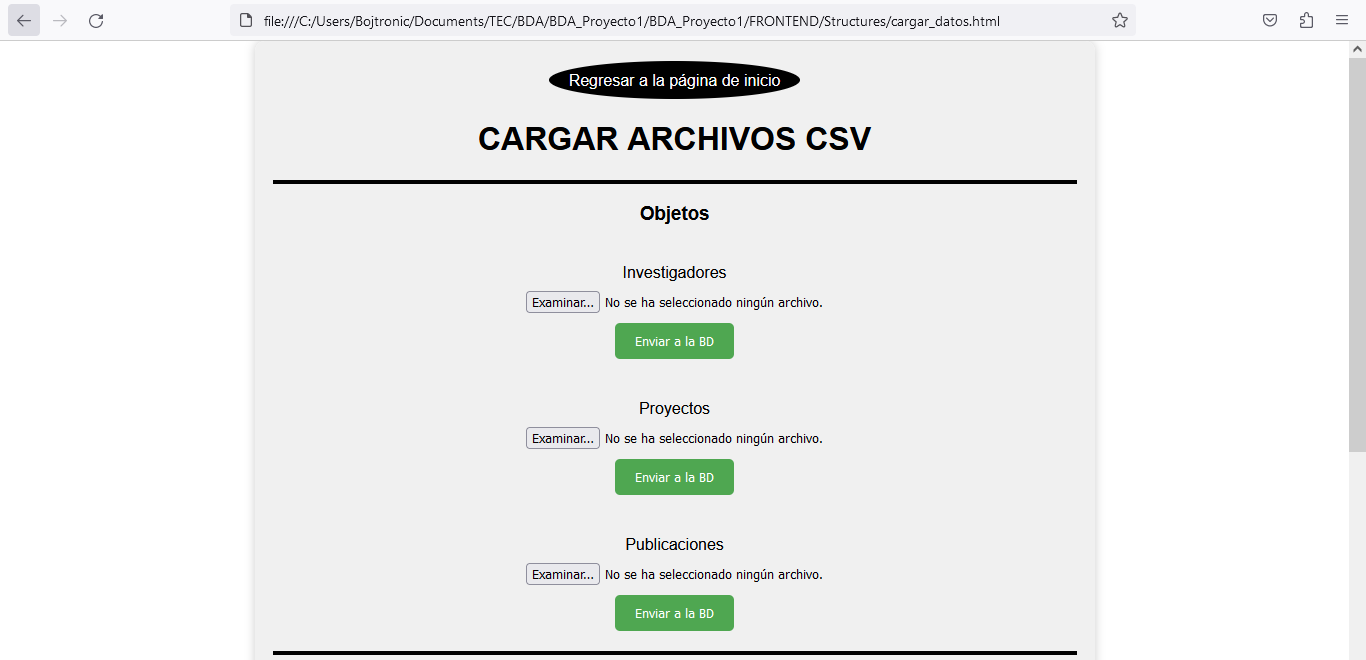 file:///C:/Users/Bojtronic/Documents/TEC/BDA/BDA_Proyecto1/BDA_Proyecto1/FRONTEND/Structures/cargar_datos.html
Regresar a la página de inicio
CARGAR ARCHIVOS CSV
Objetos
Investigadores
Examinar... No se ha seleccionado ningún archivo.
Enviar a la BD
Proyectos
Examinar... No se ha seleccionado ningún archivo.
Enviar a la BD
Publicaciones
Examinar... No se ha seleccionado ningún archivo.
Enviar a la BD